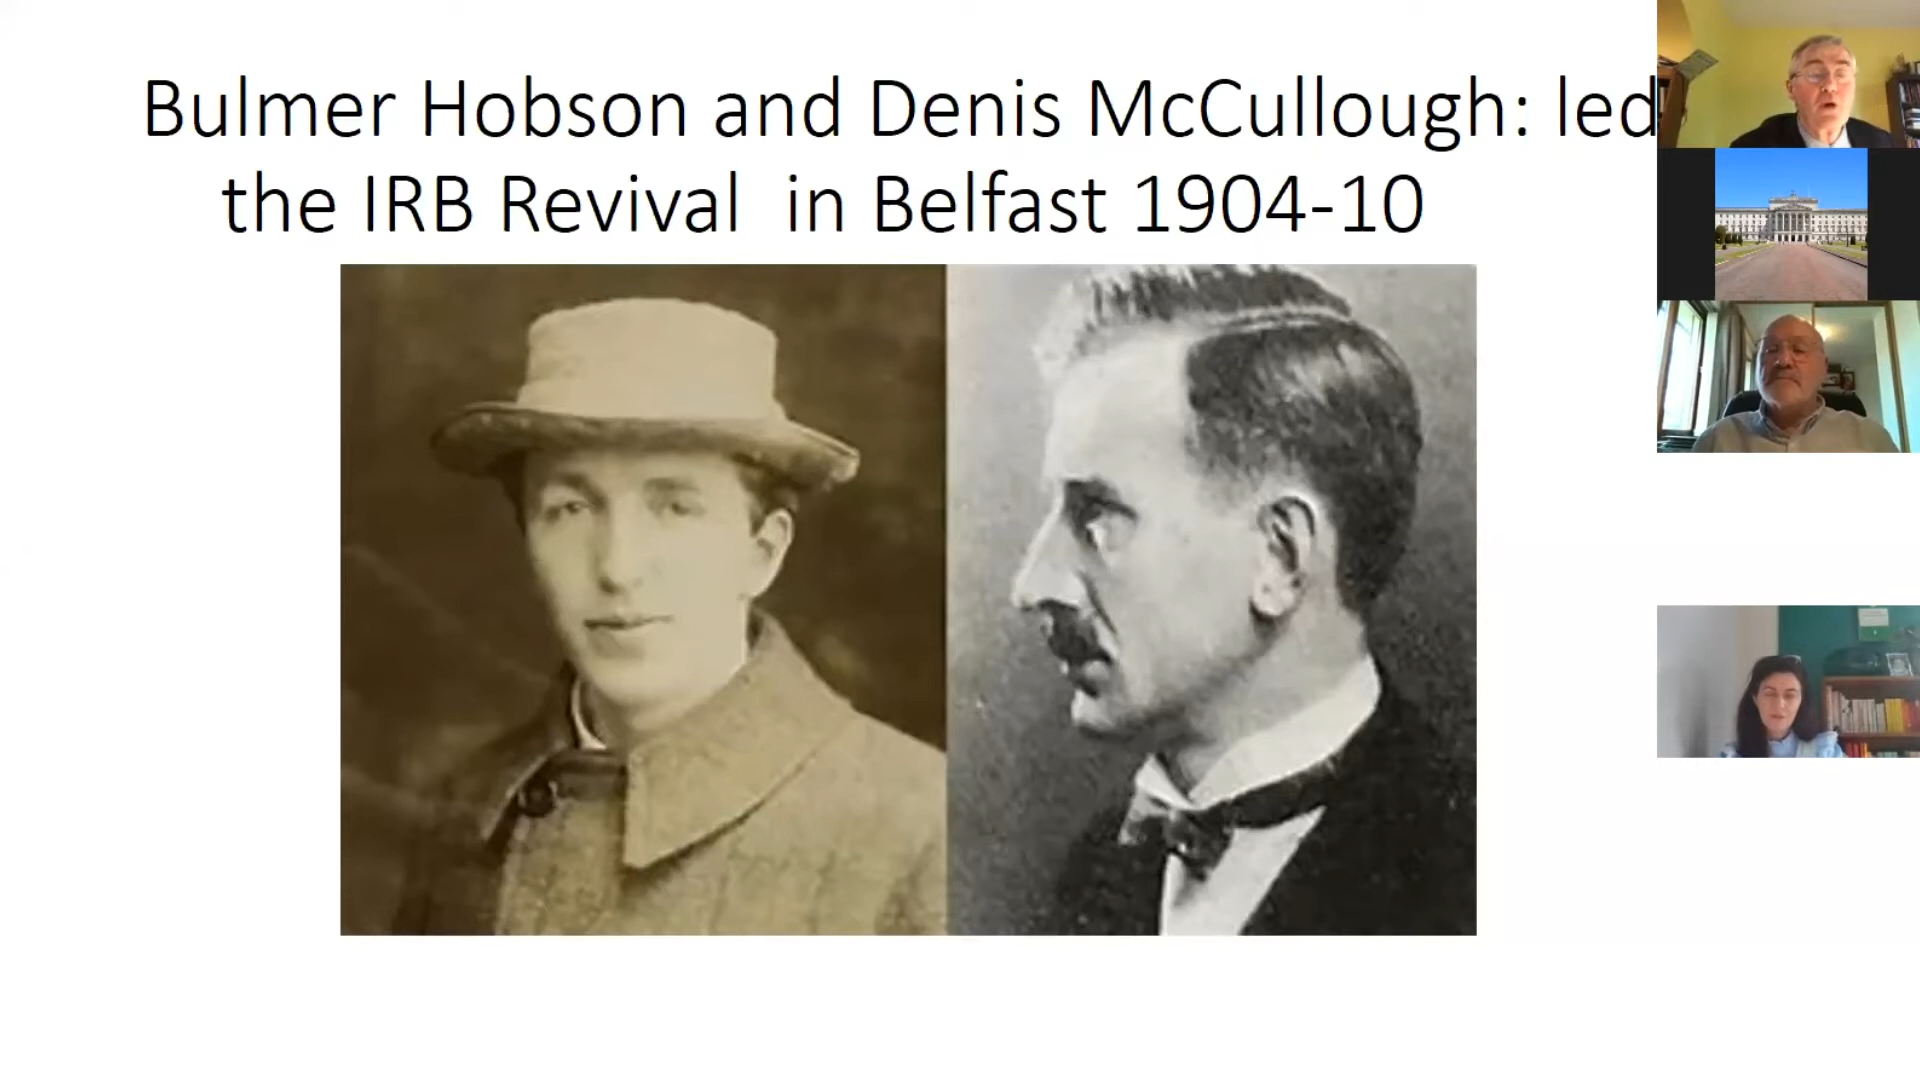 Bulmer Hobson and Denis McCullough: led
the IRB Revival  in Belfast 1904-10